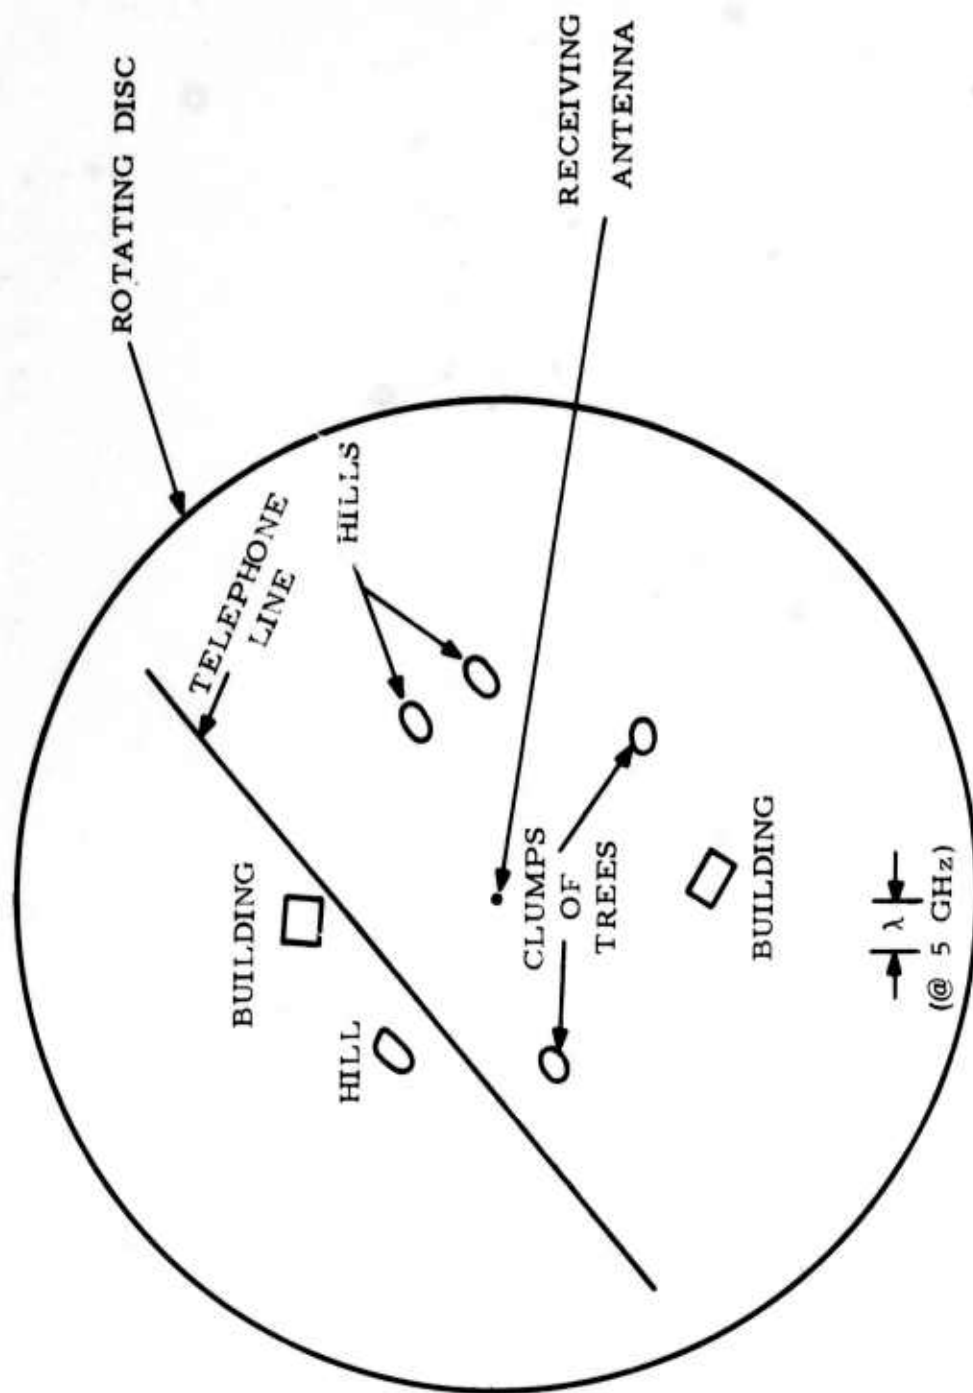 ROTATING DISC
TELEPHONE
LINE
HILLS
RECEIVING
ANTENNA
BUILDING
HILL
CLUMPS
OF
TREES
BUILDING
λ
(@ 5 GHz)